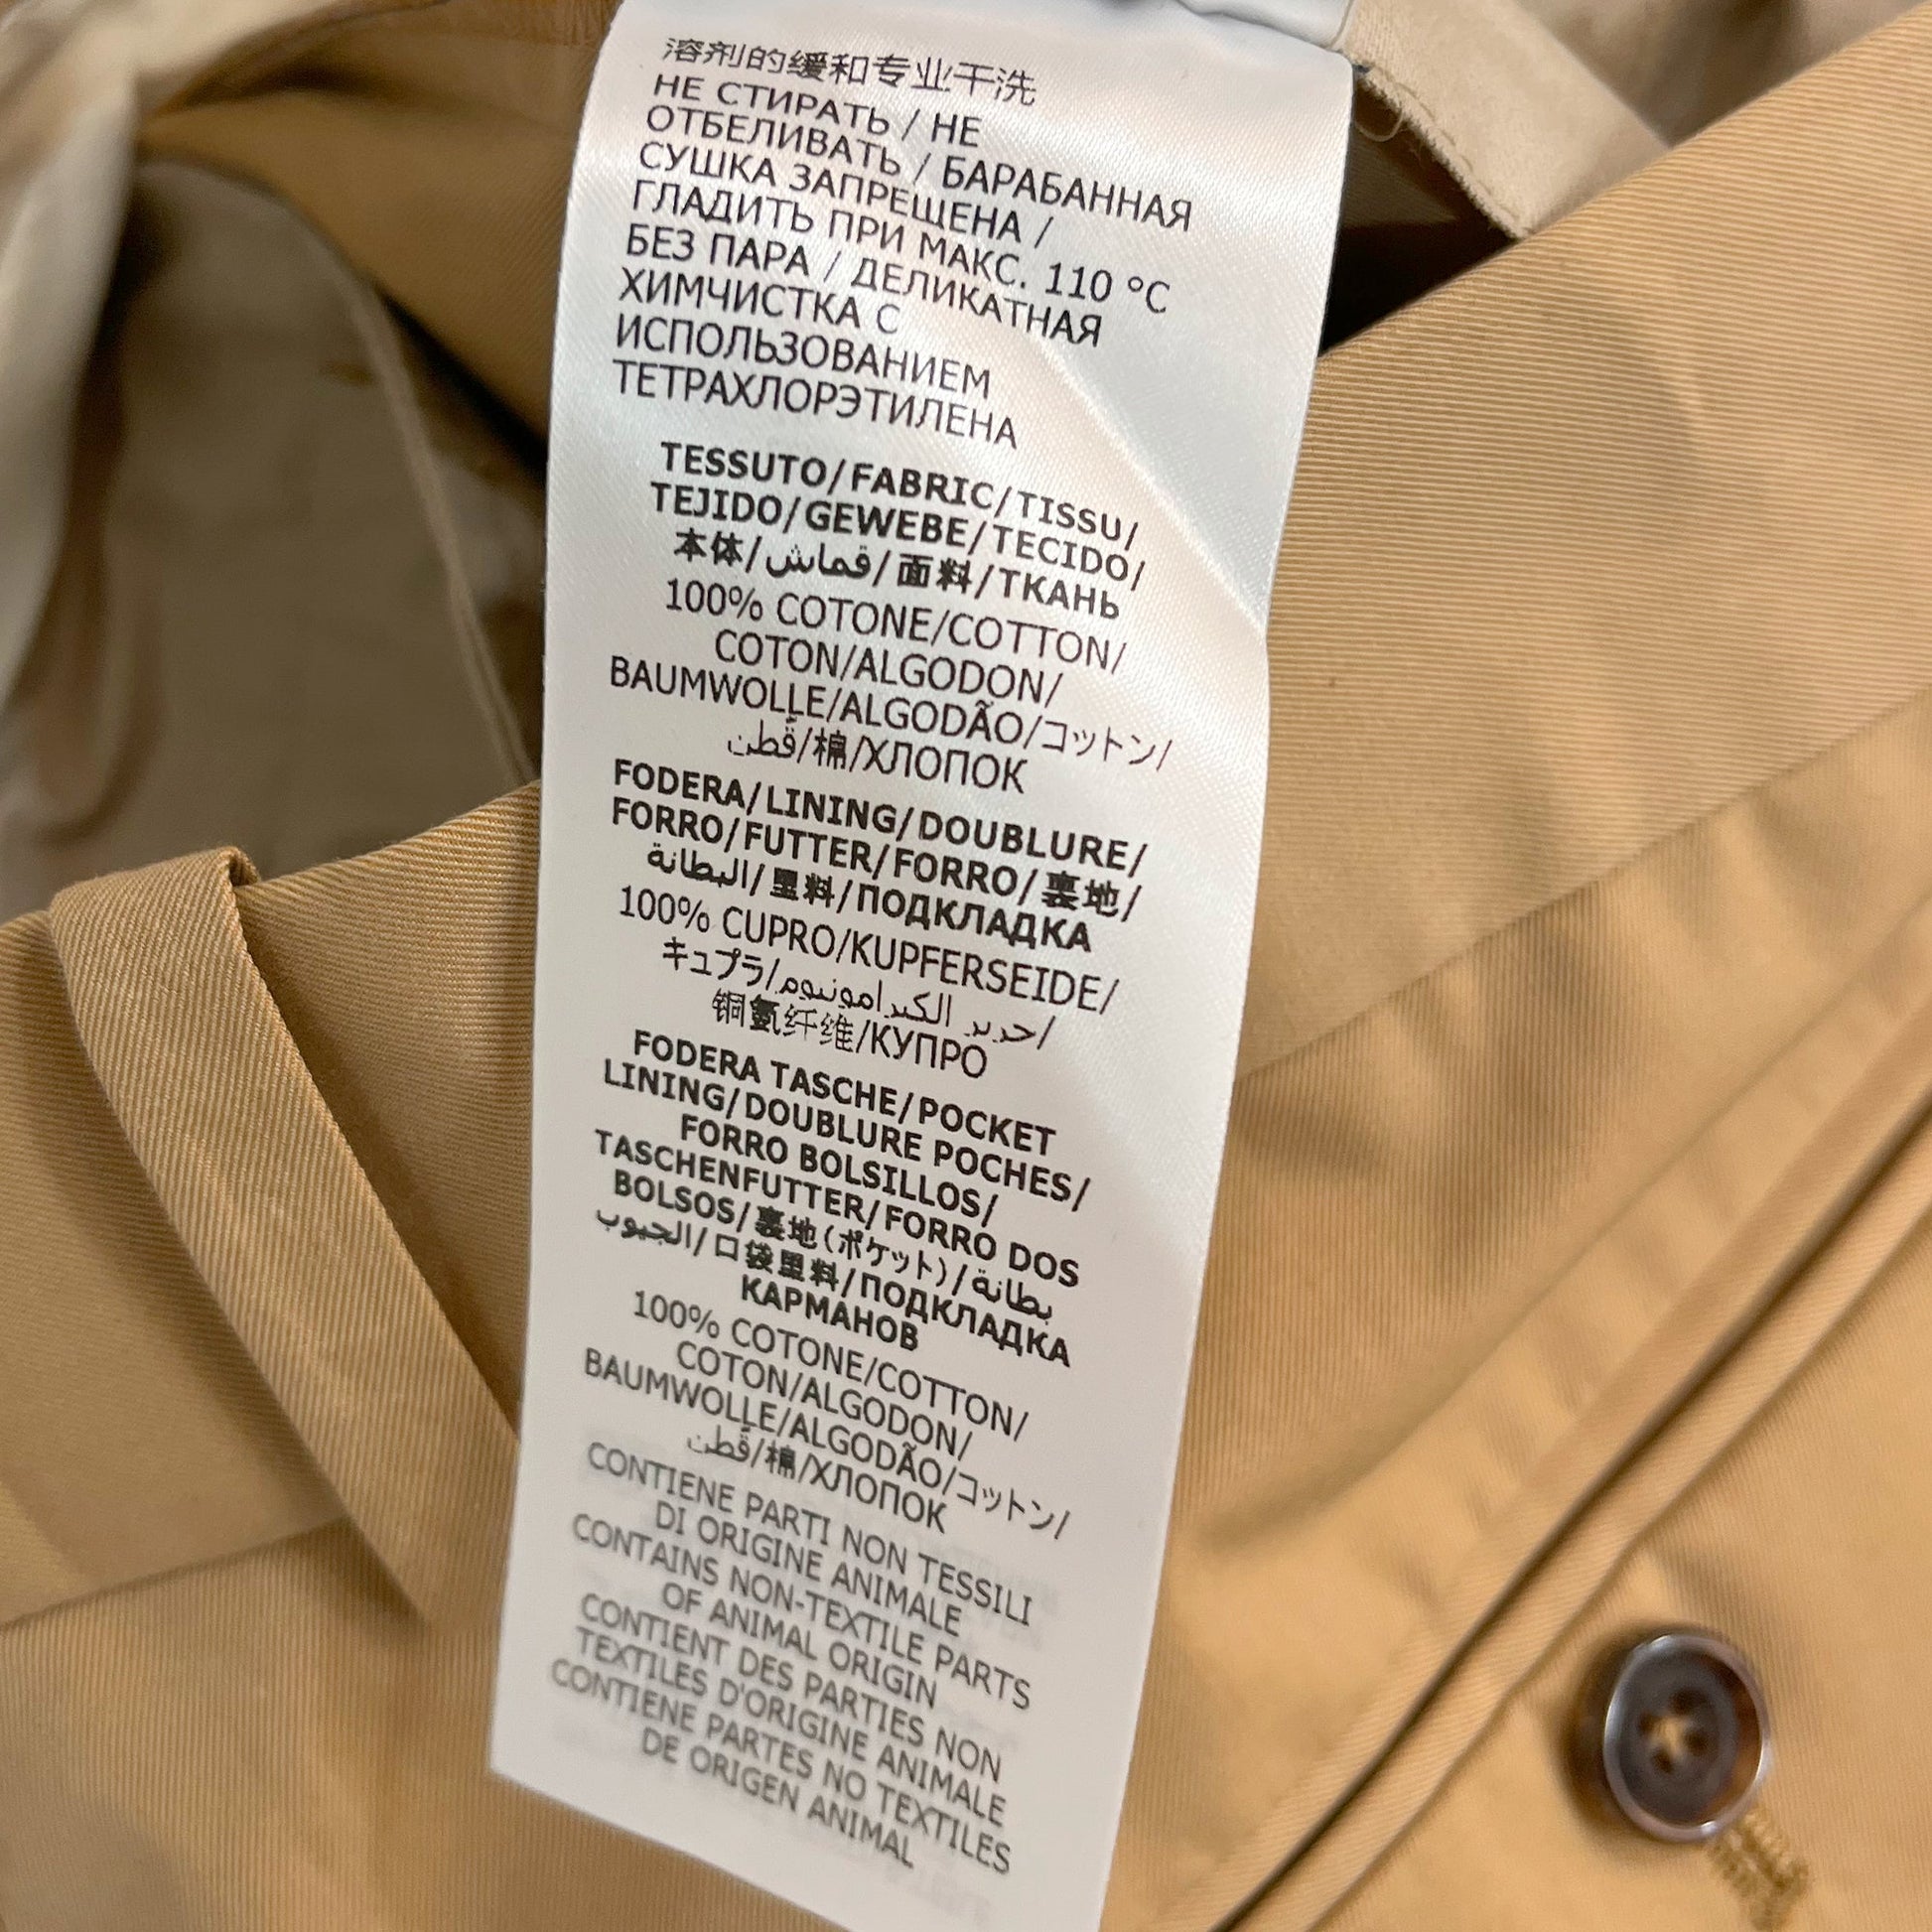 溶剂的缓和专业干洗
НЕ СТИРАТЬ / НЕ
ОТБЕЛИВАТЬ / БАРАБАННАЯ
СУШКА ЗАПРЕЩЕНА /
ГЛАДИТЬ ПРИ МАКС. 110 °C
БЕЗ ПАРА / ДЕЛИКАТНАЯ
ХИМЧИСТКА С
ИСПОЛЬЗОВАНИЕМ
ТЕТРАХЛОРЭТИЛЕНА
TESSUTO/FABRIC/TISSU/
TEJIDO/GEWEBE/TECIDO/
本体/قماش/面料/ТКАНЬ
100% COTONE/COTTON/
COTON/ALGODON/
BAUMWOLLE/ALGODÃO/コットン/
قُطن/棉/ХЛОПОК
FODERA/LINING/DOUBLURE/
FORRO/FUTTER/FORRO/裏地/
البطانة/里料/ПОДКЛАДКА
100% CUPRO/KUPFERSEIDE/
キュプラ/حرير الكبرامونيوم/
铜氨纤维/КУПРО
FODERA TASCHE/POCKET
LINING/DOUBLURE POCHES/
FORRO BOLSILLOS/
TASCHENFUTTER/FORRO DOS
BOLSOS/裏地(ポケット)/بطانة
الجيوب/口袋里料/ПОДКЛАДКА
КАРМАНОВ
100% COTONE/COTTON/
COTON/ALGODON/
BAUMWOLLE/ALGODÃO/コットン/
قُطن/棉/ХЛОПОК
CONTIENE PARTI NON TESSILI
DI ORIGINE ANIMALE
CONTAINS NON-TEXTILE PARTS
OF ANIMAL ORIGIN
CONTIENT DES PARTIES NON
TEXTILES D'ORIGINE ANIMALE
CONTIENE PARTES NO TEXTILES
DE ORIGEN ANIMAL